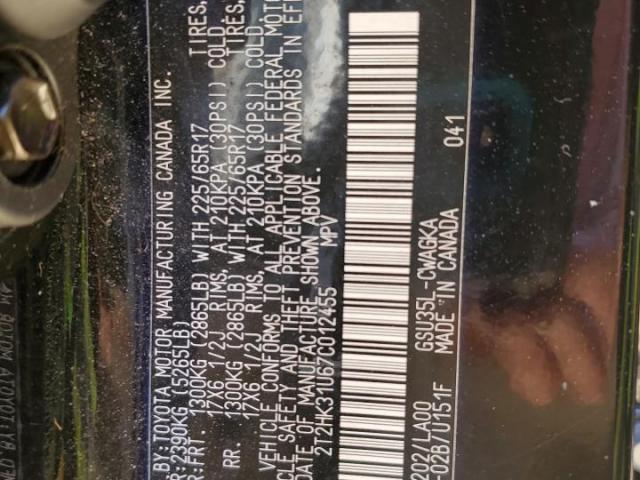 BY: TOYOTA MOTOR MANUFACTURING CANADA INC.
R: 2390KG (5265LB)
R: FRT. 1300KG (2865LB) WITH 225/65R17 TIRES,
17X6 1/2J RIMS, AT 210KPA (30PSI) COLD
RR. 1300KG (2865LB) WITH 225/65R17 TIRES,
17X6 1/2J RIMS, AT 210KPA (30PSI) COLD
VEHICLE CONFORMS TO ALL APPLICABLE FEDERAL MOTO
CLE SAFETY AND THEFT PREVENTION STANDARDS IN EFF
DATE OF MANUFACTURE SHOWN ABOVE.
2T2HK31U67C012455 MPV
202/LA00 GSU35L-CWAGKA 041
-02B/U151F MADE IN CANADA